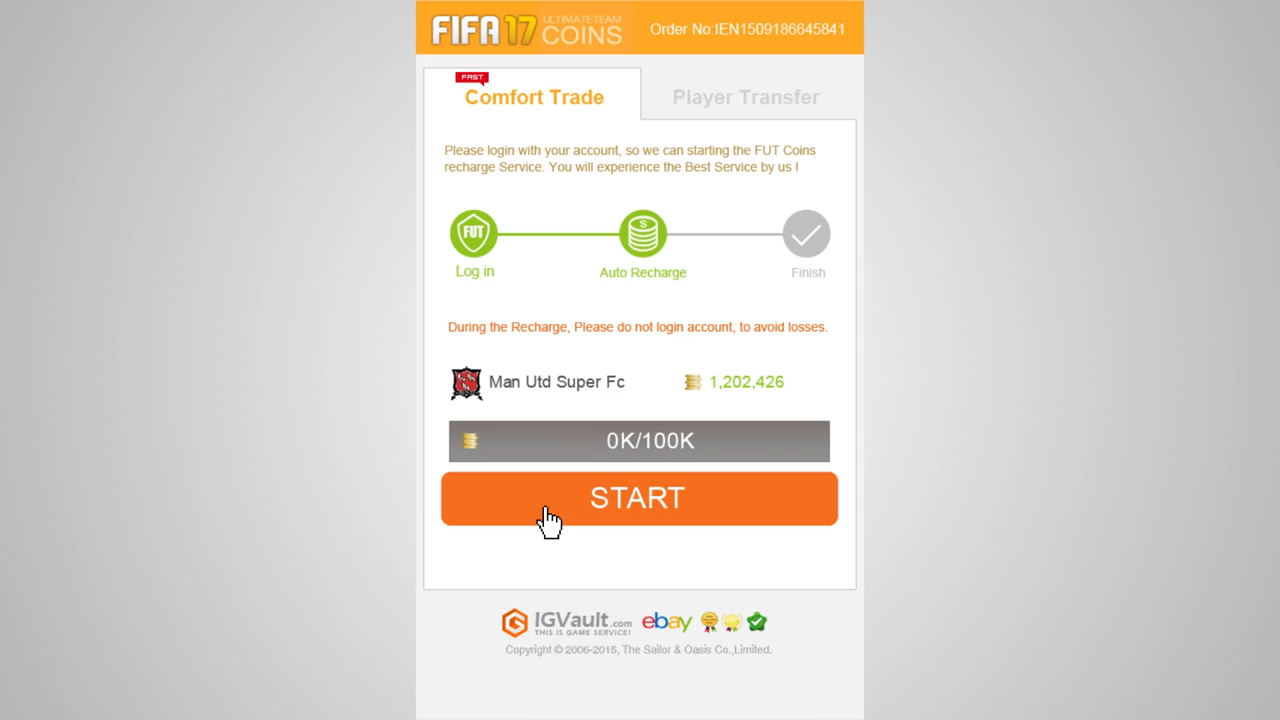 FIFA 17 ULTIMATE TEAM COINS
Order No:IEN1509186645841
FAST
Comfort Trade
Player Transfer
Please login with your account, so we can starting the FUT Coins
recharge Service. You will experience the Best Service by us !
FUT
$
Log in
Auto Recharge
Finish
During the Recharge, Please do not login account, to avoid losses.
Man Utd Super Fc
1,202,426
0K/100K
START
IGVault.com
THIS IS GAME SERVICE!
ebay
Copyright © 2006-2015, The Sailor & Oasis Co.,Limited.